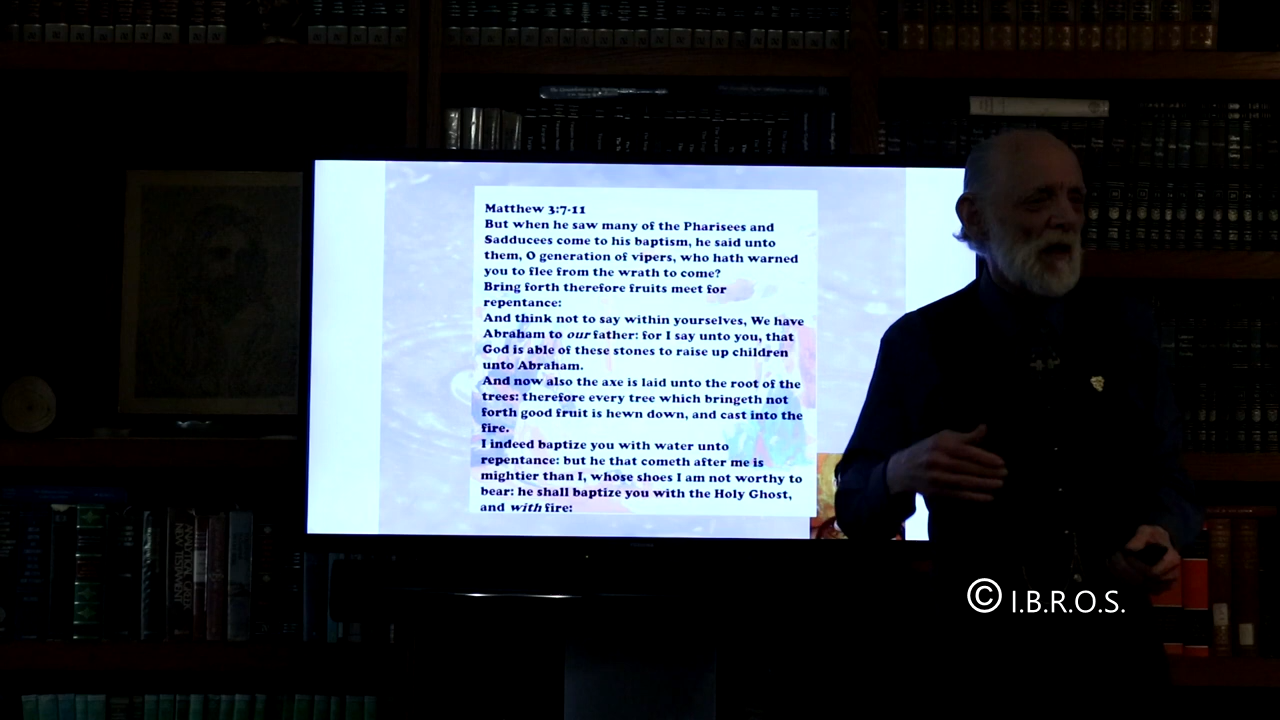 Matthew 3:7-11
But when he saw many of the Pharisees and
Sadducees come to his baptism, he said unto
them, O generation of vipers, who hath warned
you to flee from the wrath to come?
Bring forth therefore fruits meet for
repentance:
And think not to say within yourselves, We have
Abraham to our father: for I say unto you, that
God is able of these stones to raise up children
unto Abraham.
And now also the axe is laid unto the root of the
trees: therefore every tree which bringeth not
forth good fruit is hewn down, and cast into the
fire.
I indeed baptize you with water unto
repentance: but he that cometh after me is
mightier than I, whose shoes I am not worthy to
bear: he shall baptize you with the Holy Ghost,
and with fire:
NEW TESTAMENT
© I.B.R.O.S.